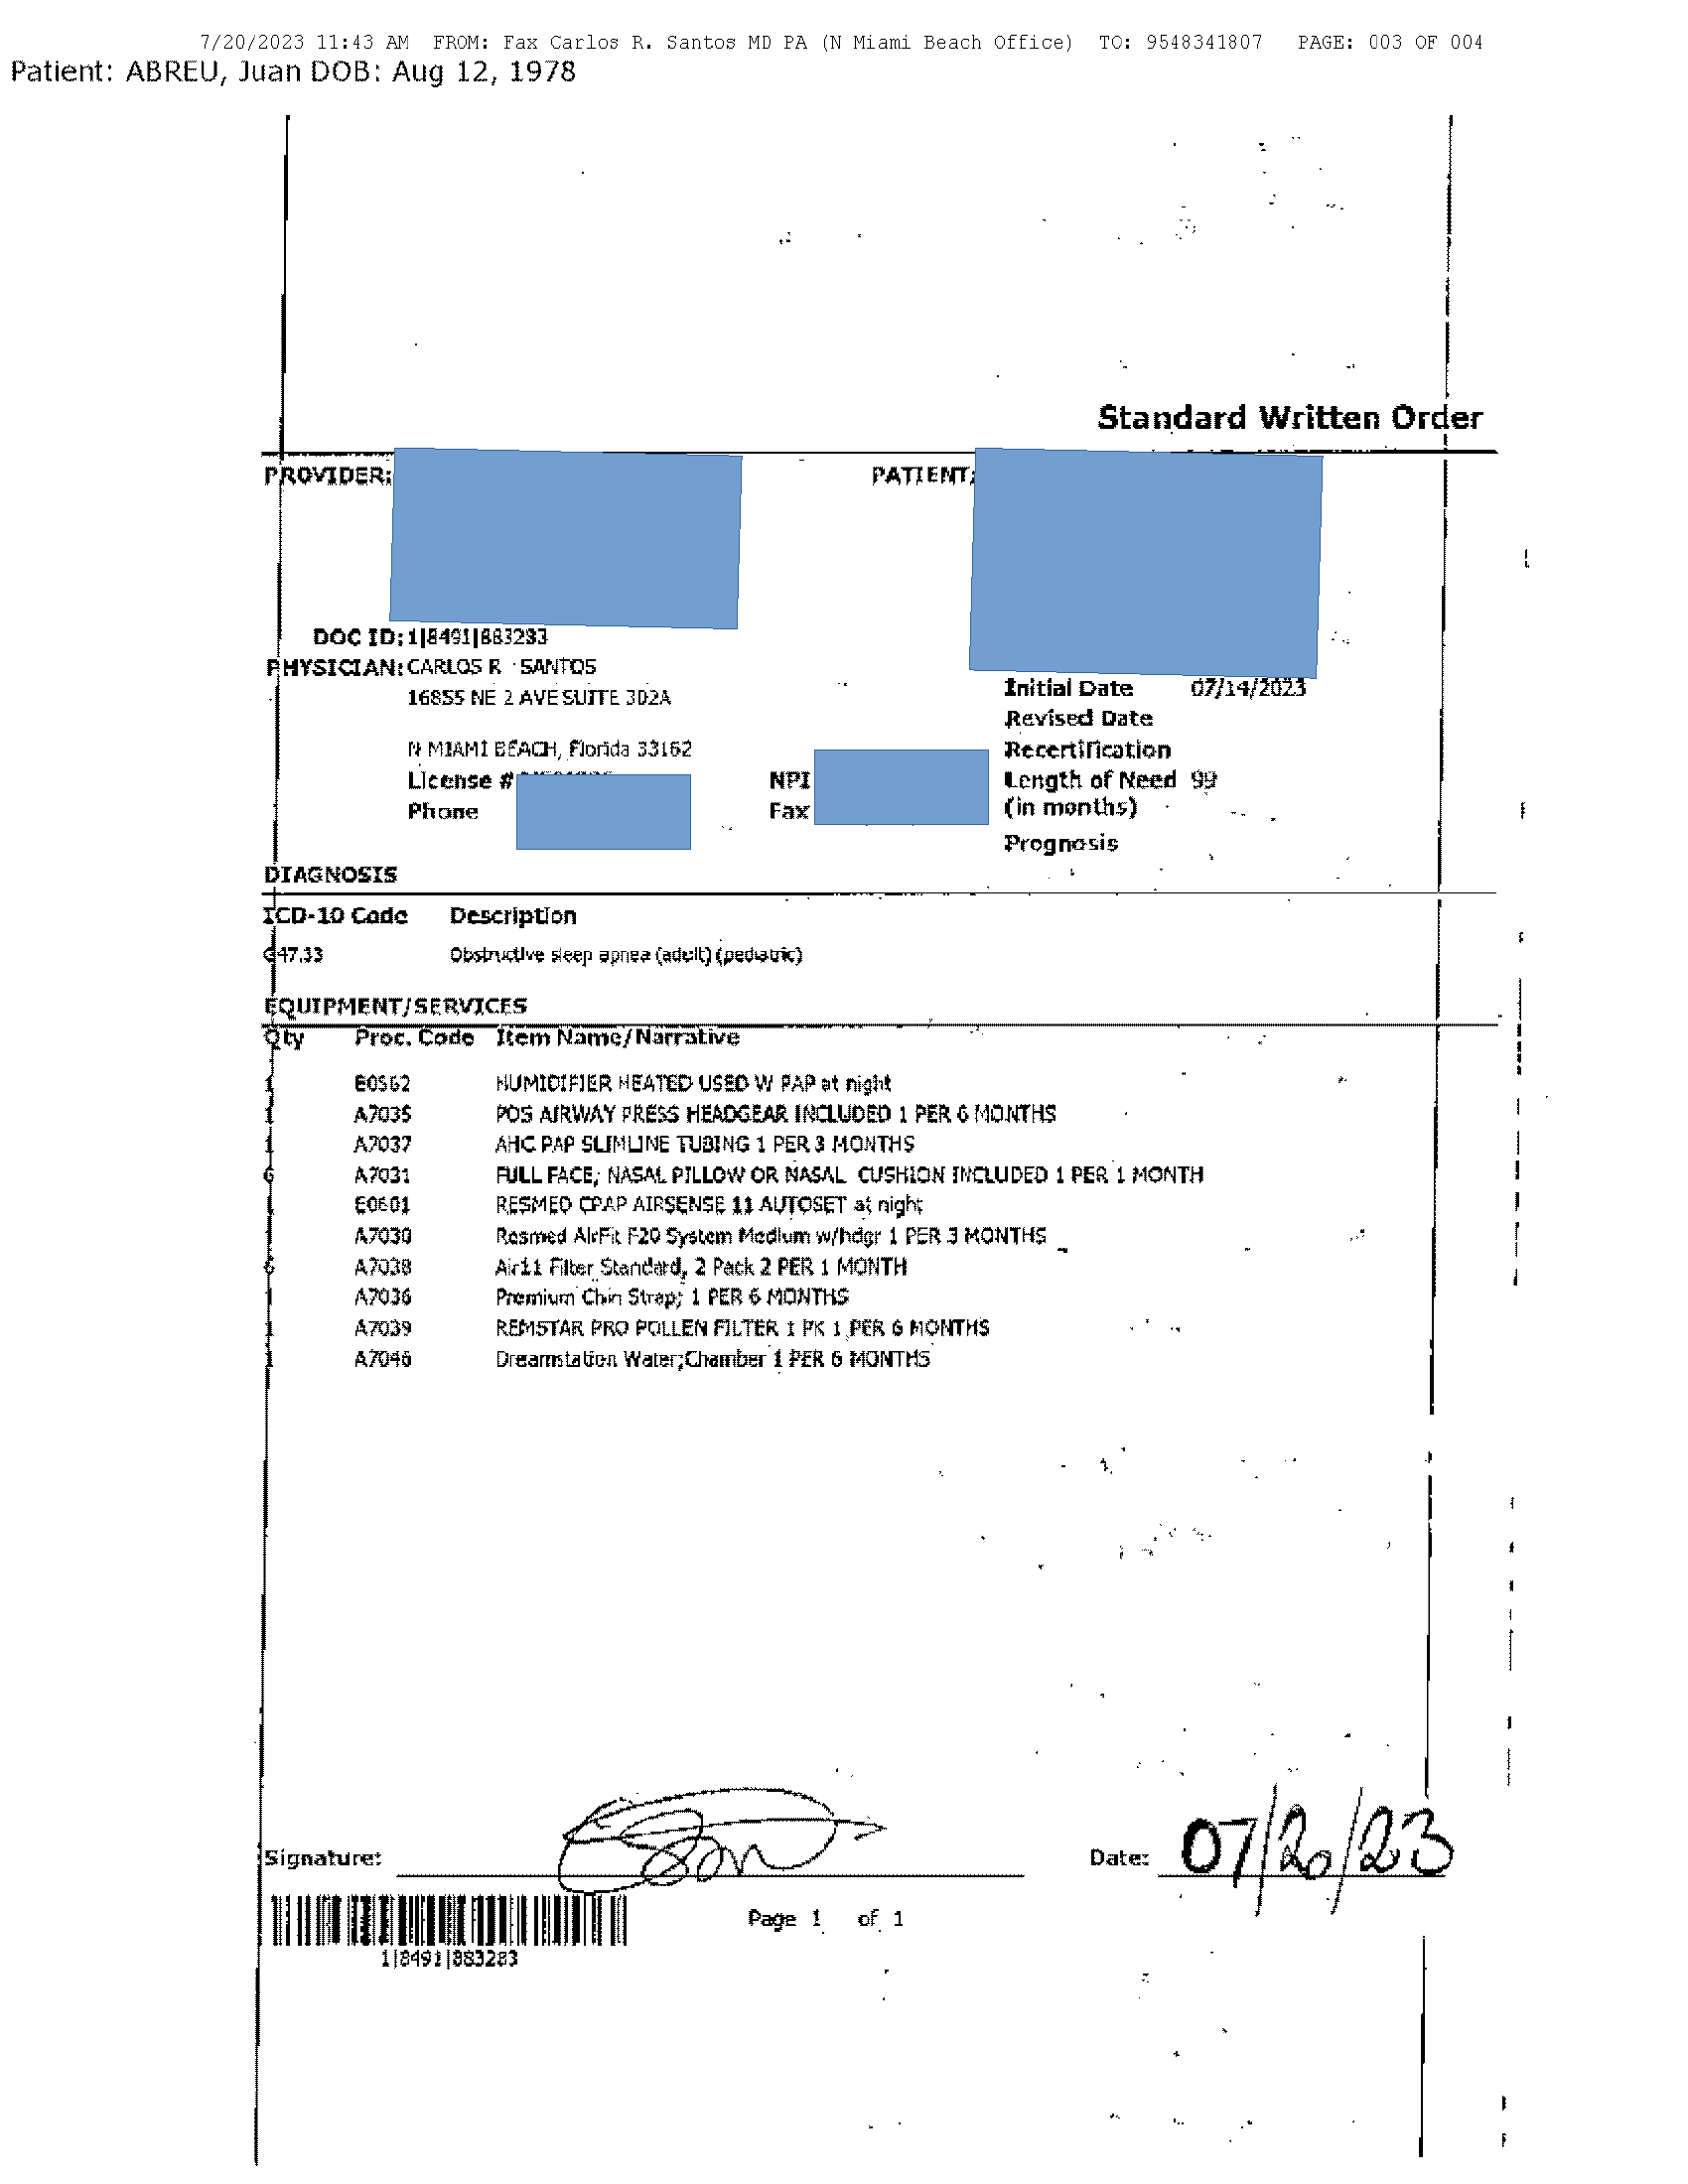 7/20/2023 11:43 AM FROM: Fax Carlos R. Santos MD PA (N Miami Beach Office) TO: 9548341807 PAGE: 003 OF 004
Patient: ABREU, Juan DOB: Aug 12, 1978
Standard Written Order
PROVIDER: PATIENT:
DOC ID: 1|8491|883283
PHYSICIAN: CARLOS R SANTOS
16855 NE 2 AVE SUITE 302A
Initial Date 07/14/2023
Revised Date
N MIAMI BEACH, Florida 33162 Recertification
License # NPI Length of Need 99
Phone Fax (in months)
Prognosis
DIAGNOSIS
ICD-10 Code Description
G47.33 Obstructive sleep apnea (adult) (pediatric)
EQUIPMENT/SERVICES
Qty Proc. Code Item Name/Narrative
1 E0562 HUMIDIFIER HEATED USED W PAP at night
1 A7035 POS AIRWAY PRESS HEADGEAR INCLUDED 1 PER 6 MONTHS
1 A7037 AHC PAP SLIMLINE TUBING 1 PER 3 MONTHS
6 A7031 FULL FACE; NASAL PILLOW OR NASAL CUSHION INCLUDED 1 PER 1 MONTH
1 E0601 RESMED CPAP AIRSENSE 11 AUTOSET at night
1 A7030 Resmed AirFit F20 System Medium w/hdgr 1 PER 3 MONTHS
6 A7038 Air11 Filter Standard, 2 Pack 2 PER 1 MONTH
1 A7036 Premium Chin Strap; 1 PER 6 MONTHS
1 A7039 REMSTAR PRO POLLEN FILTER 1 PK 1 PER 6 MONTHS
1 A7046 Dreamstation Water;Chamber 1 PER 6 MONTHS
Signature: Date: 07/20/23
Page 1 of 1
1|8491|883283